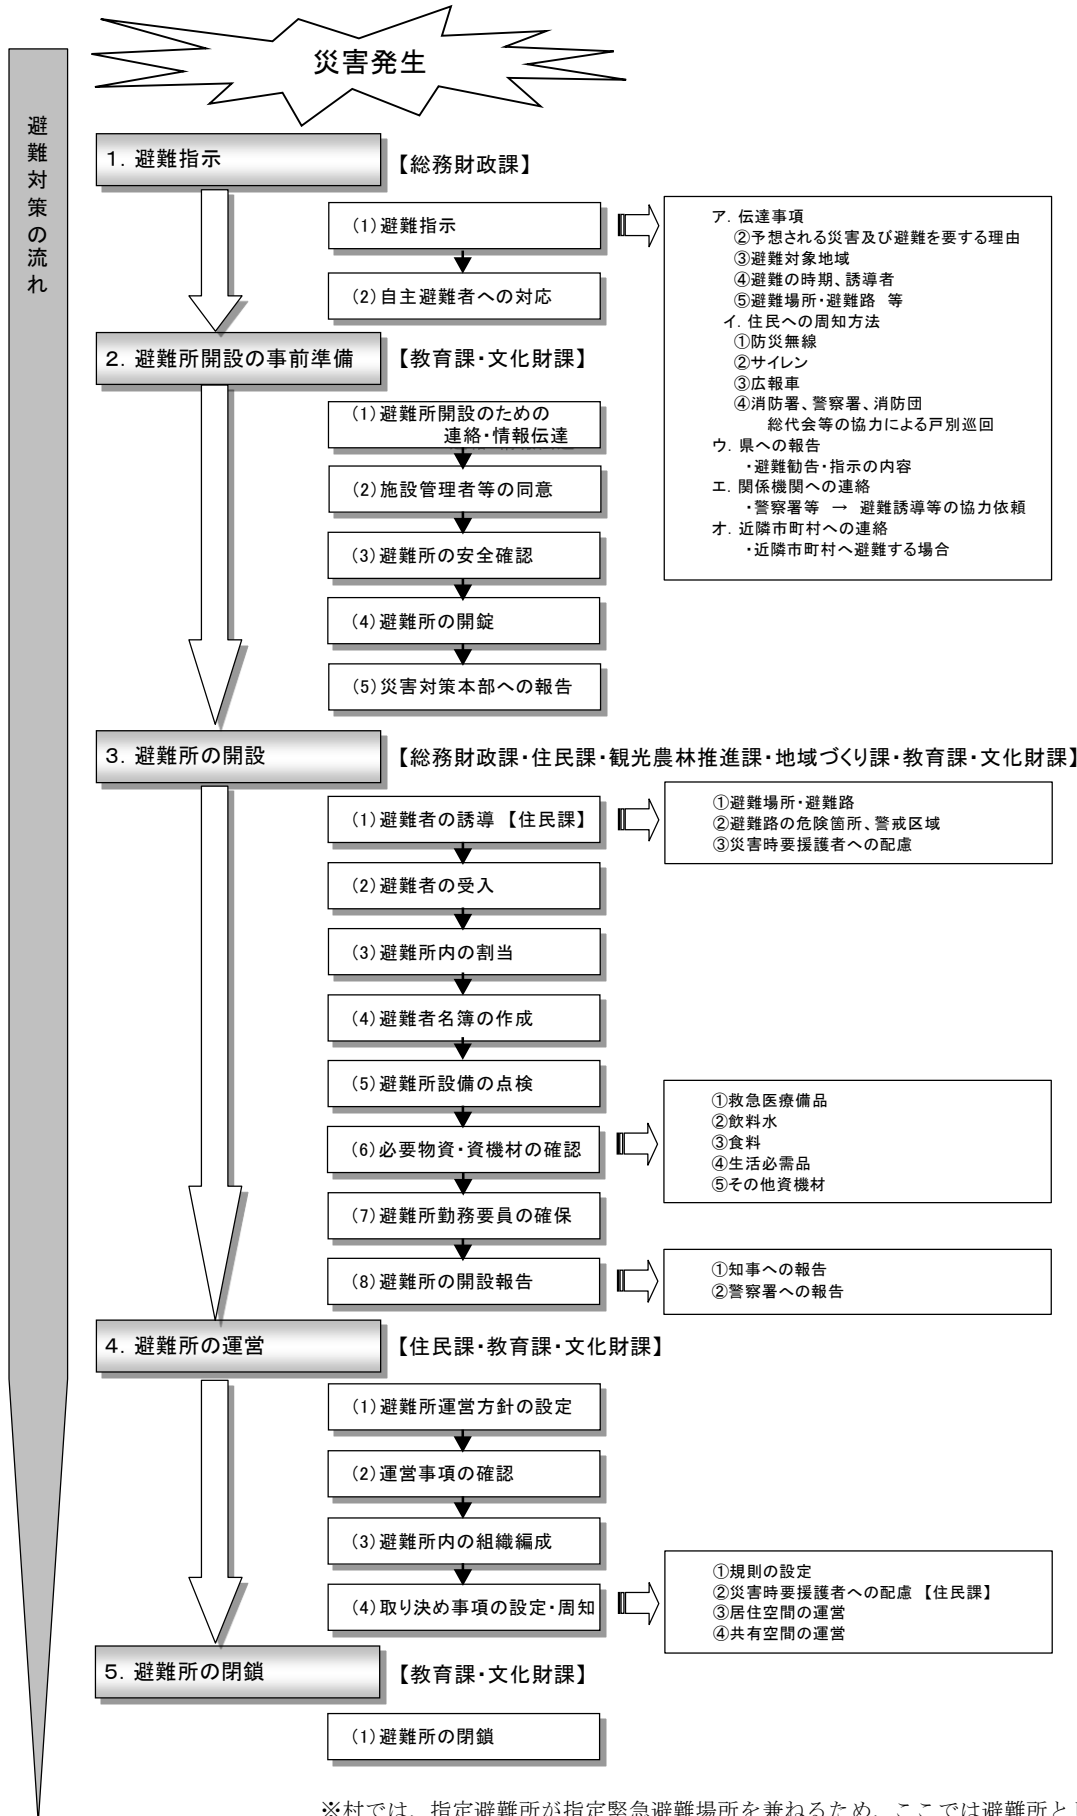 災害発生
避難対策の流れ
1. 避難指示
【総務財政課】
(1)避難指示
(2)自主避難者への対応
ア. 伝達事項
②予想される災害及び避難を要する理由
③避難対象地域
④避難の時期、誘導者
⑤避難場所・避難路 等
イ. 住民への周知方法
①防災無線
②サイレン
③広報車
④消防署、警察署、消防団
総代会等の協力による戸別巡回
ウ. 県への報告
・避難勧告・指示の内容
エ. 関係機関への連絡
・警察署等 → 避難誘導等の協力依頼
オ. 近隣市町村への連絡
・近隣市町村へ避難する場合
2. 避難所開設の事前準備
【教育課・文化財課】
(1)避難所開設のための
連絡・情報伝達
(2)施設管理者等の同意
(3)避難所の安全確認
(4)避難所の開錠
(5)災害対策本部への報告
3. 避難所の開設
【総務財政課・住民課・観光農林推進課・地域づくり課・教育課・文化財課】
(1)避難者の誘導 【住民課】
①避難場所・避難路
②避難路の危険箇所、警戒区域
③災害時要援護者への配慮
(2)避難者の受入
(3)避難所内の割当
(4)避難者名簿の作成
(5)避難所設備の点検
(6)必要物資・資機材の確認
①救急医療備品
②飲料水
③食料
④生活必需品
⑤その他資機材
(7)避難所勤務要員の確保
(8)避難所の開設報告
①知事への報告
②警察署への報告
4. 避難所の運営
【住民課・教育課・文化財課】
(1)避難所運営方針の設定
(2)運営事項の確認
(3)避難所内の組織編成
(4)取り決め事項の設定・周知
①規則の設定
②災害時要援護者への配慮 【住民課】
③居住空間の運営
④共有空間の運営
5. 避難所の閉鎖
【教育課・文化財課】
(1)避難所の閉鎖
※村では、指定避難所が指定緊急避難場所を兼ねるため、ここでは避難所と